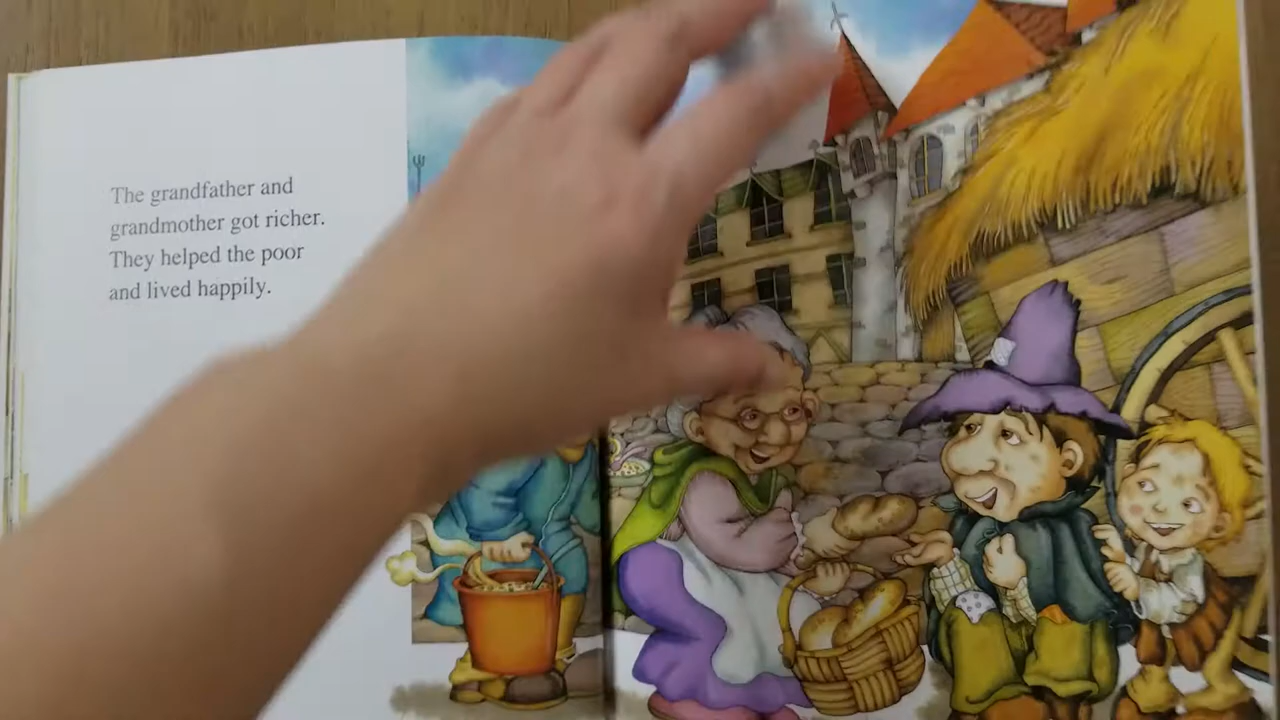 The grandfather and
grandmother got richer.
They helped the poor
and lived happily.